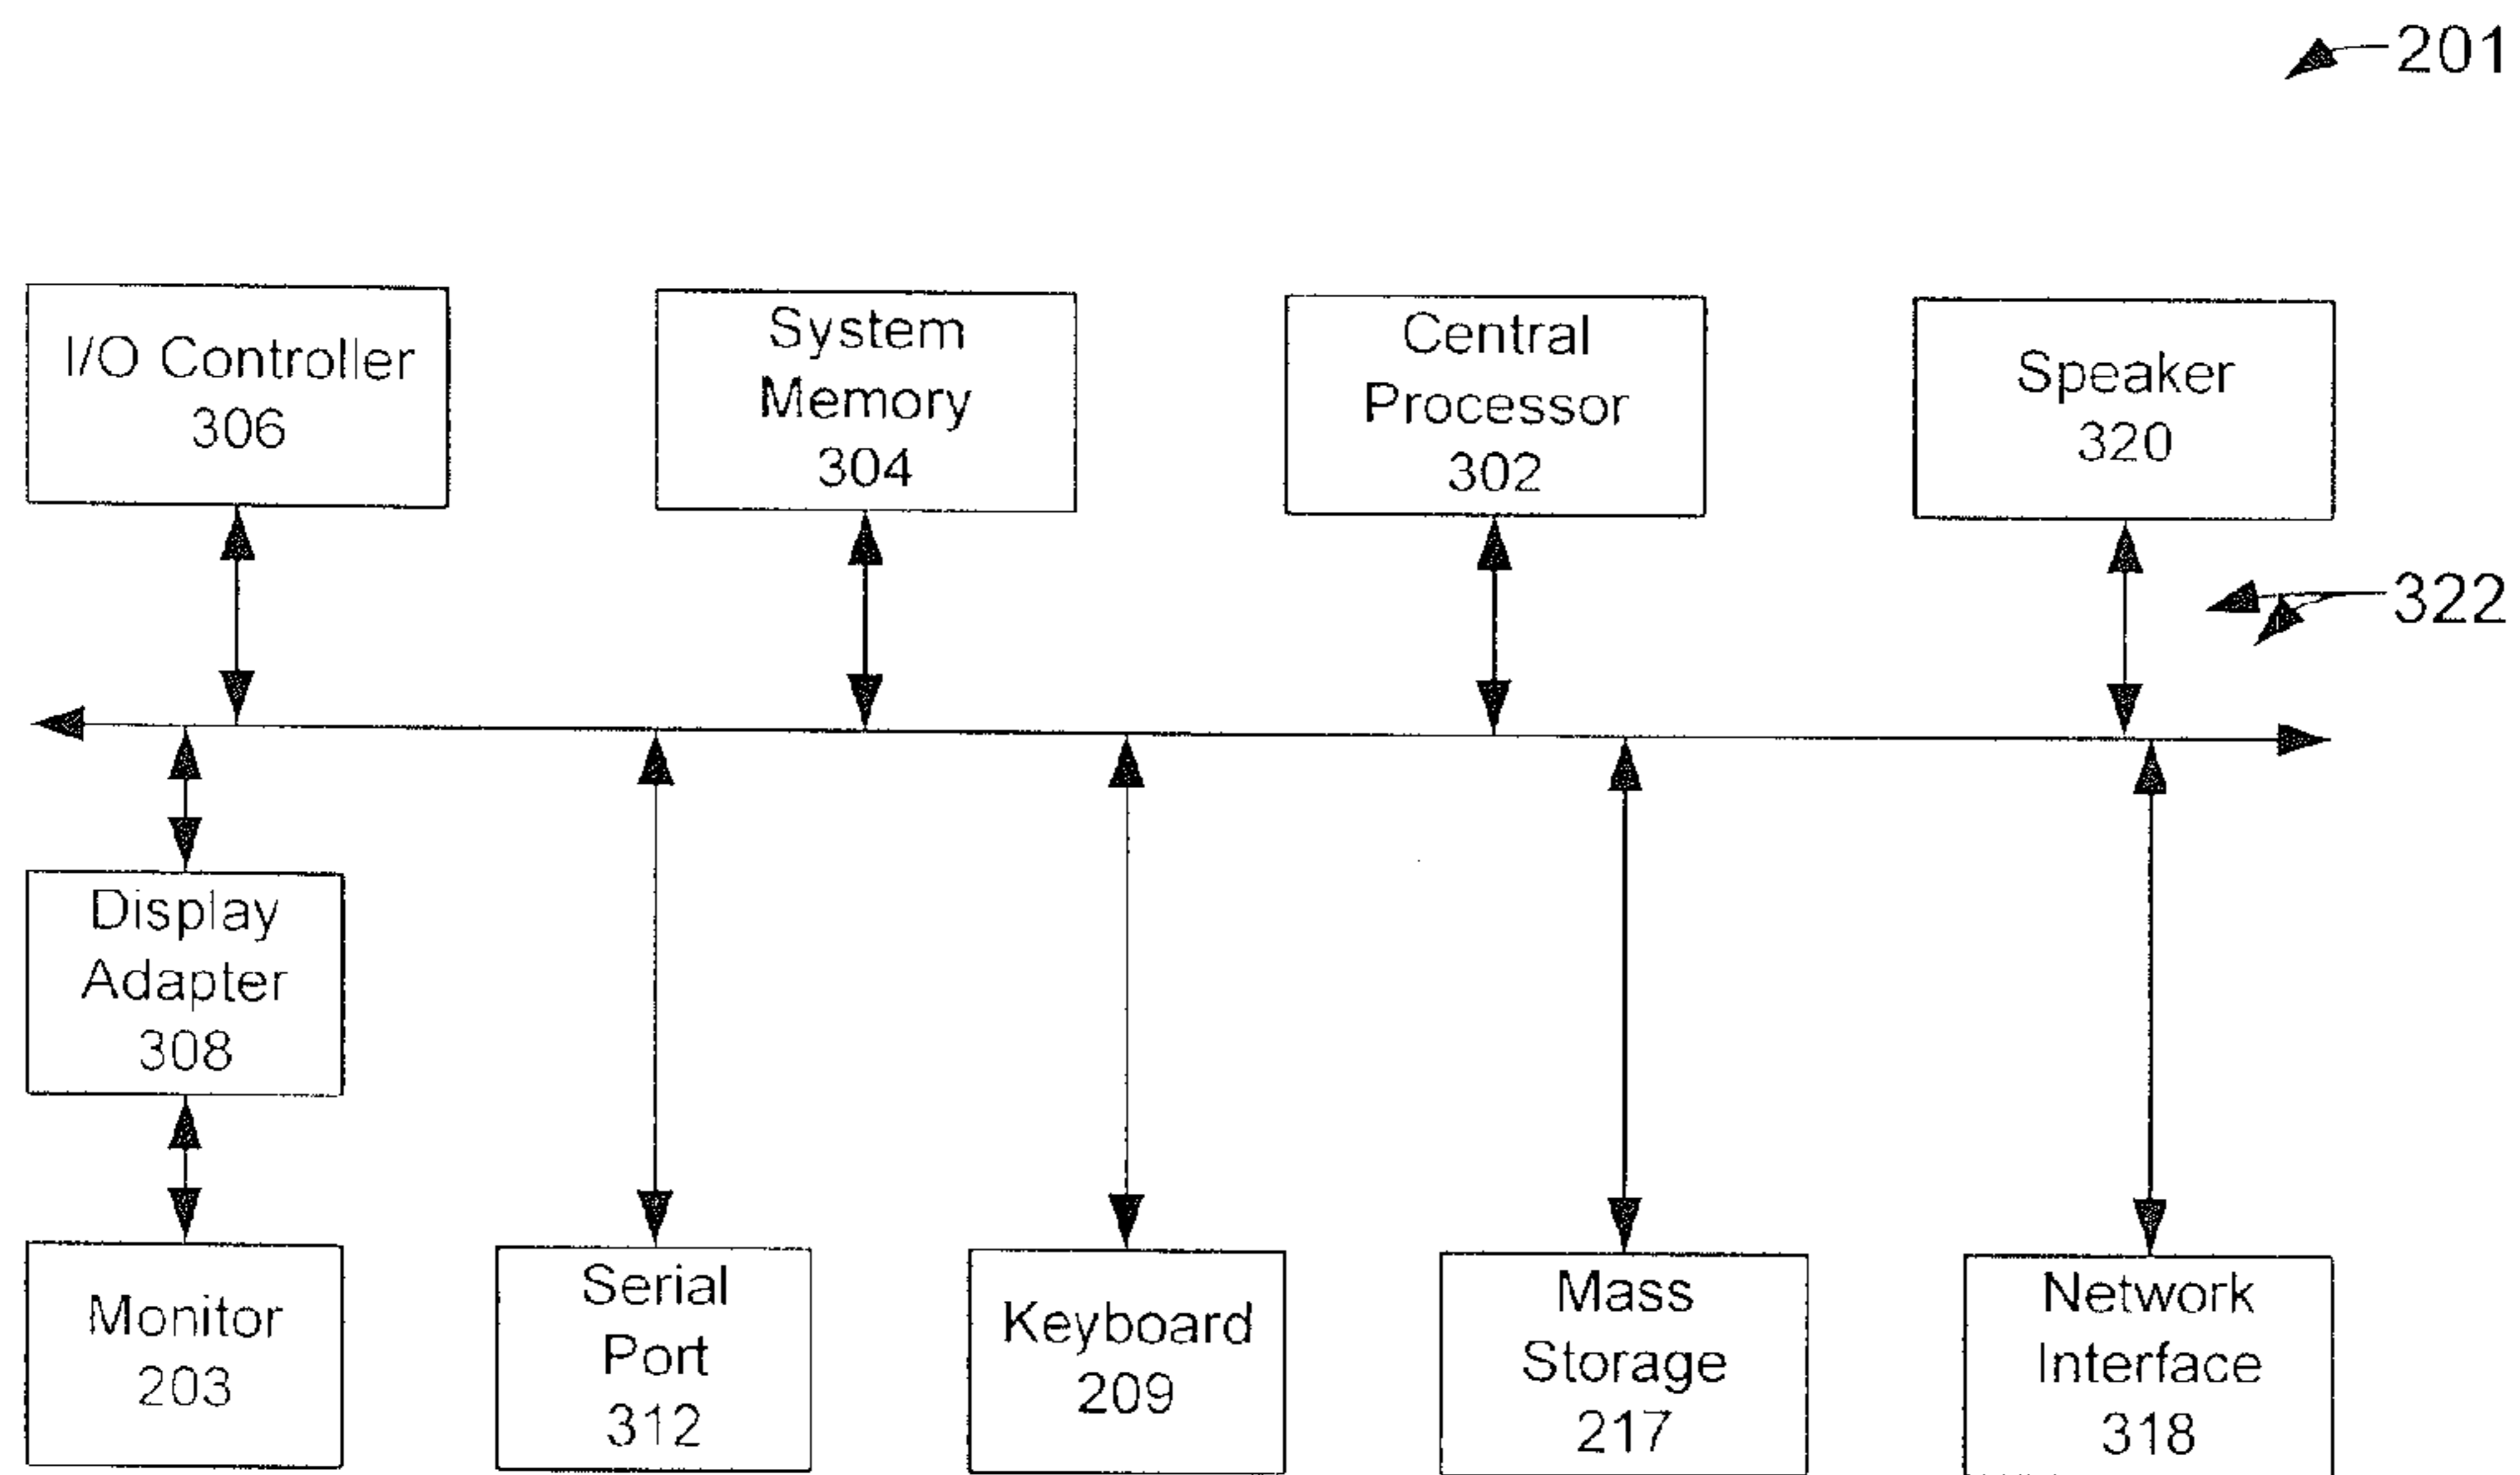 201
I/O Controller
306
System
Memory
304
Central
Processor
302
Speaker
320
322
Display
Adapter
308
Monitor
203
Serial
Port
312
Keyboard
209
Mass
Storage
217
Network
Interface
318